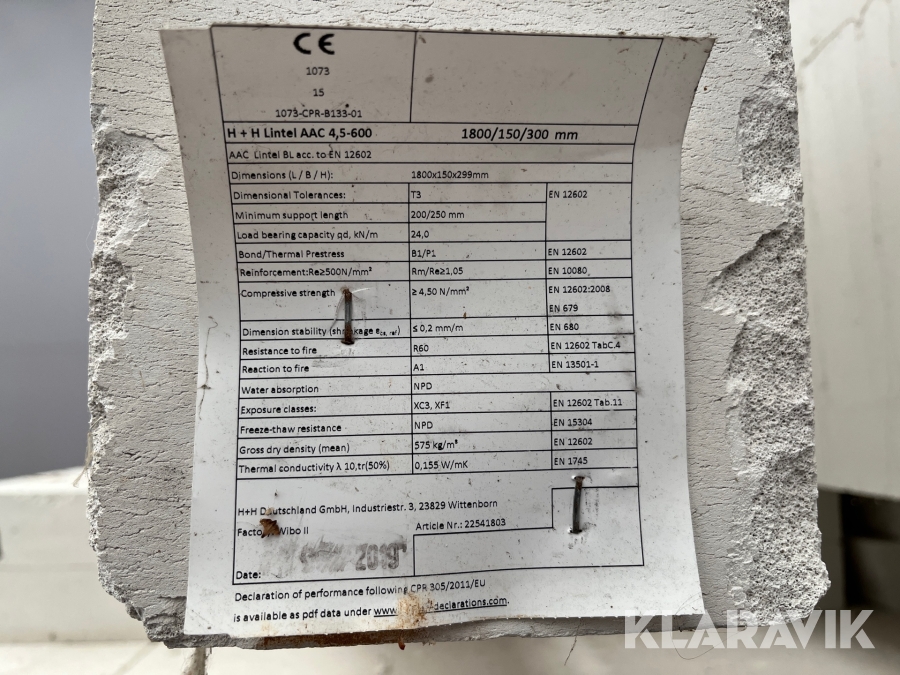 CE
1073
15
1073-CPR-B133-01
H + H Lintel AAC 4,5-600 1800/150/300 mm
AAC Lintel BL acc. to EN 12602
Dimensions (L / B / H): 1800x150x299mm
Dimensional Tolerances: T3 EN 12602
Minimum support length 200/250 mm
Load bearing capacity qd, kN/m 24,0
Bond/Thermal Prestress B1/P1 EN 12602
Reinforcement:Re≥500N/mm² Rm/Re≥1,05 EN 10080
Compressive strength ≥ 4,50 N/mm² EN 12602:2008
EN 679
Dimension stability (shrinkage εcs, ref) ≤ 0,2 mm/m EN 680
Resistance to fire R60 EN 12602 TabC.4
Reaction to fire A1 EN 13501-1
Water absorption NPD
Exposure classes: XC3, XF1 EN 12602 Tab.11
Freeze-thaw resistance NPD EN 15304
Gross dry density (mean) 575 kg/m³ EN 12602
Thermal conductivity λ 10,tr(50%) 0,155 W/mK EN 1745
H+H Deutschland GmbH, Industriestr. 3, 23829 Wittenborn
Factory Wibo II Article Nr.: 22541803
Date: 2019
Declaration of performance following CPR 305/2011/EU
is available as pdf data under www. declarations.com.
KLARAVIK